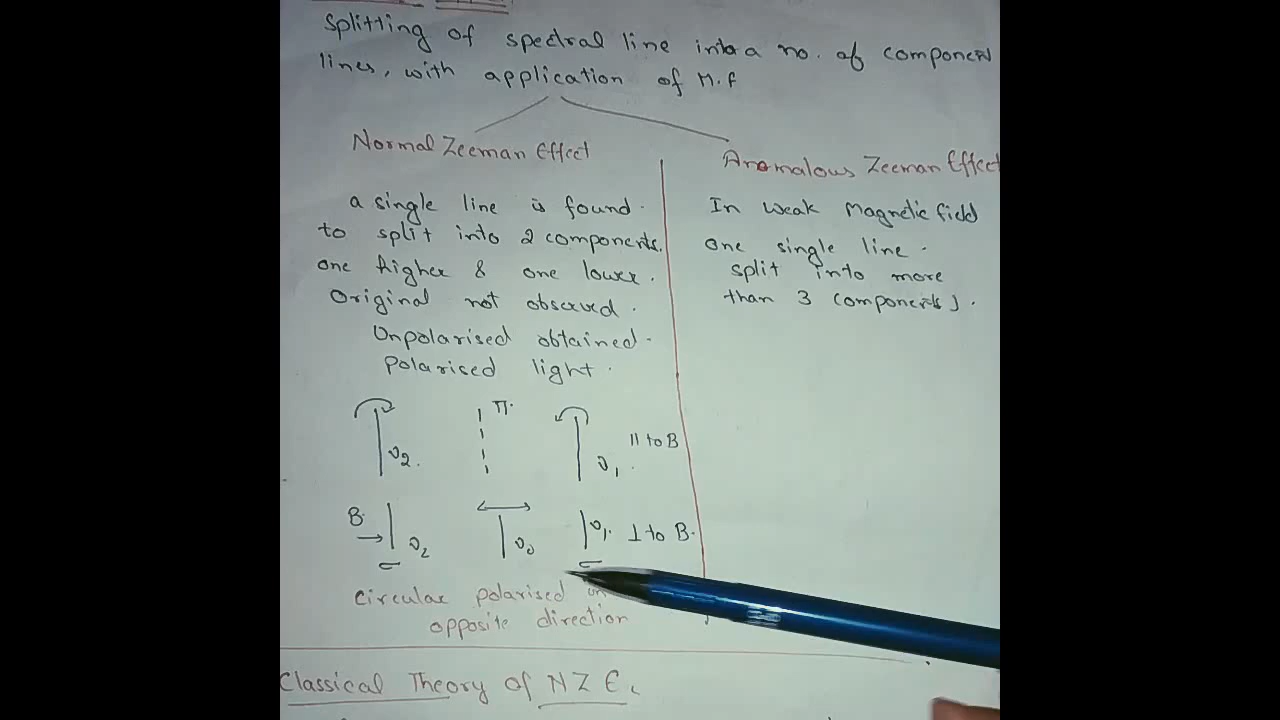 Splitting of spectral line into a no. of component
lines, with application of M.F
Normal Zeeman Effect
a single line is found.
to split into 2 components.
one higher & one lower.
Original not observed.
Unpolarised obtained.
Polarised light.
π.
ν2.
ν1.
11 to B
B.
ν2
ν0
ν1.
⊥ to B.
Circular polarised
opposite direction
Anomalous Zeeman Effect
In weak Magnetic field
one single line.
split into more
than 3 components).
Classical Theory of NZE.